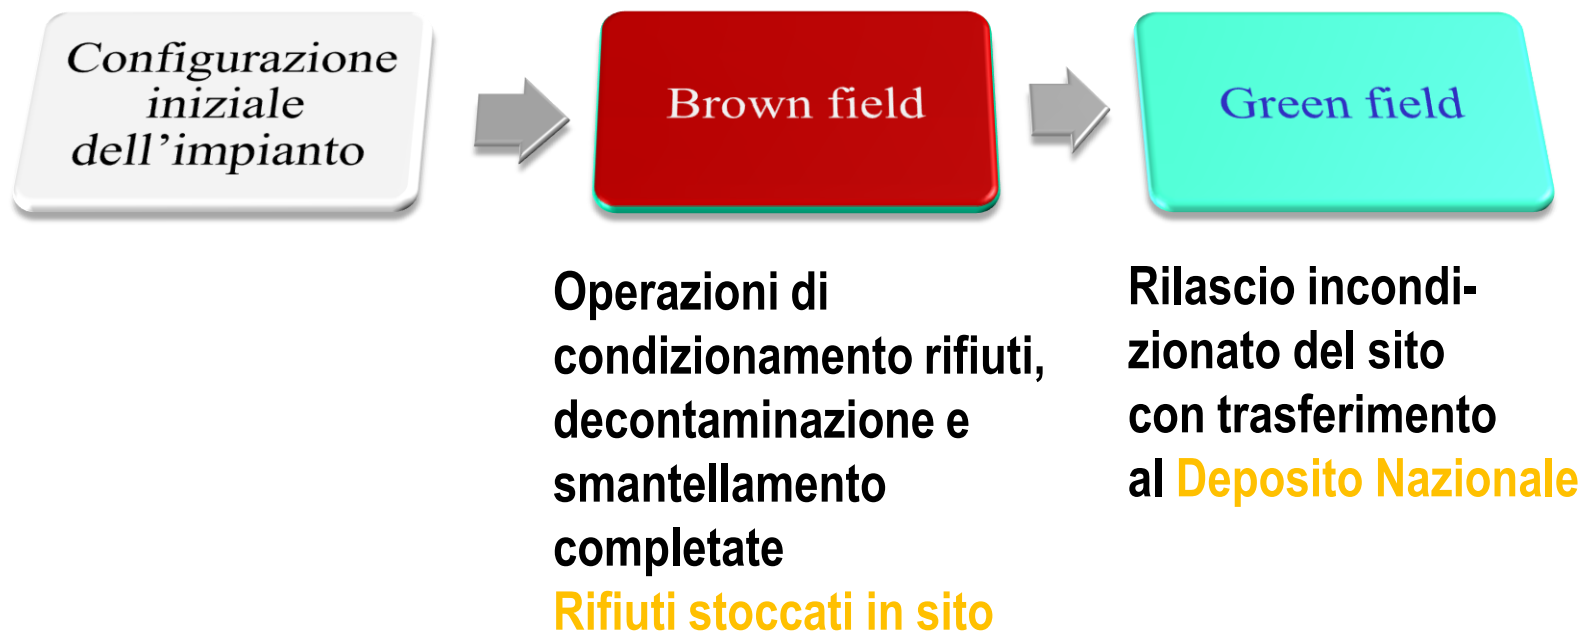 Configurazione
iniziale
dell’impianto
Brown field
Green field
Operazioni di
condizionamento rifiuti,
decontaminazione e
smantellamento
completate
Rifiuti stoccati in sito
Rilascio incondi-
zionato del sito
con trasferimento
al Deposito Nazionale